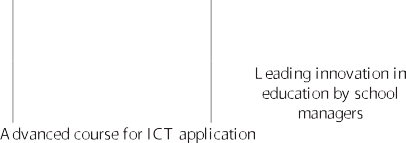 Leading innovation in
education by school
managers
Advanced course for ICT application